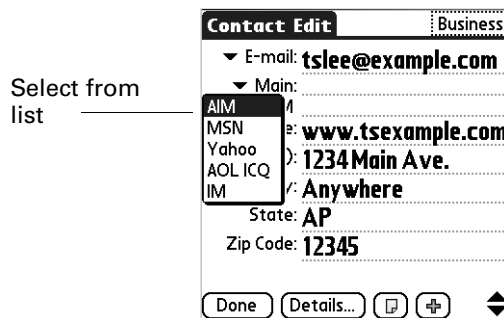 Contact Edit Business
E-mail: tslee@example.com
Main:
Select from
list
AIM
MSN
Yahoo
AOL ICQ
IM
www.tsexample.com
1234 Main Ave.
Anywhere
State: AP
Zip Code: 12345
Done Details...